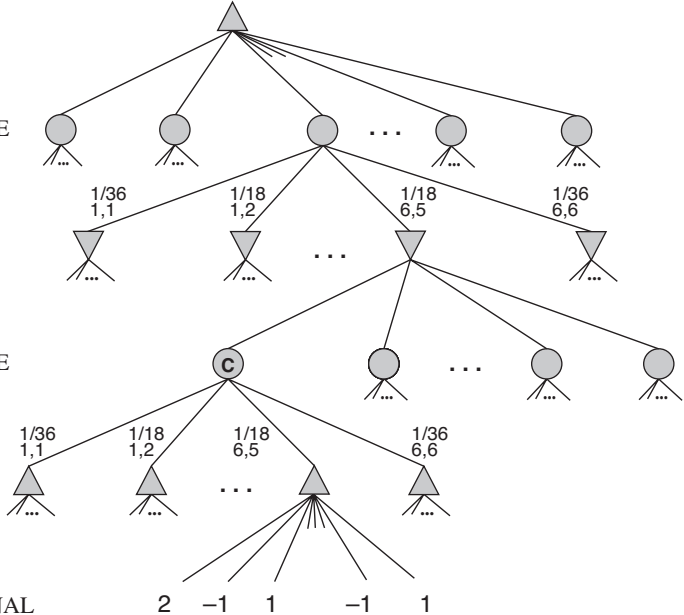 E
...
... ... ... ... ...
1/36 1/18 1/18 1/36
1,1 1,2 6,5 6,6
...
... ... ...
E
C ...
... ... ...
1/36 1/18 1/18 1/36
1,1 1,2 6,5 6,6
...
... ... ...
NAL 2 –1 1 –1 1